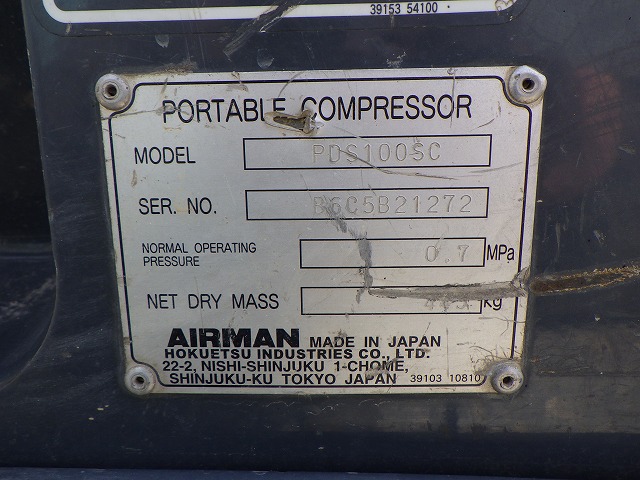 39153 54100
PORTABLE COMPRESSOR
MODEL PDS100SC
SER. NO. B6C5B21272
NORMAL OPERATING
PRESSURE 0.7 MPa
NET DRY MASS Kg
AIRMAN MADE IN JAPAN
HOKUETSU INDUSTRIES CO., LTD.
22-2, NISHI-SHINJUKU 1-CHOME,
SHINJUKU-KU TOKYO JAPAN 39103 10810